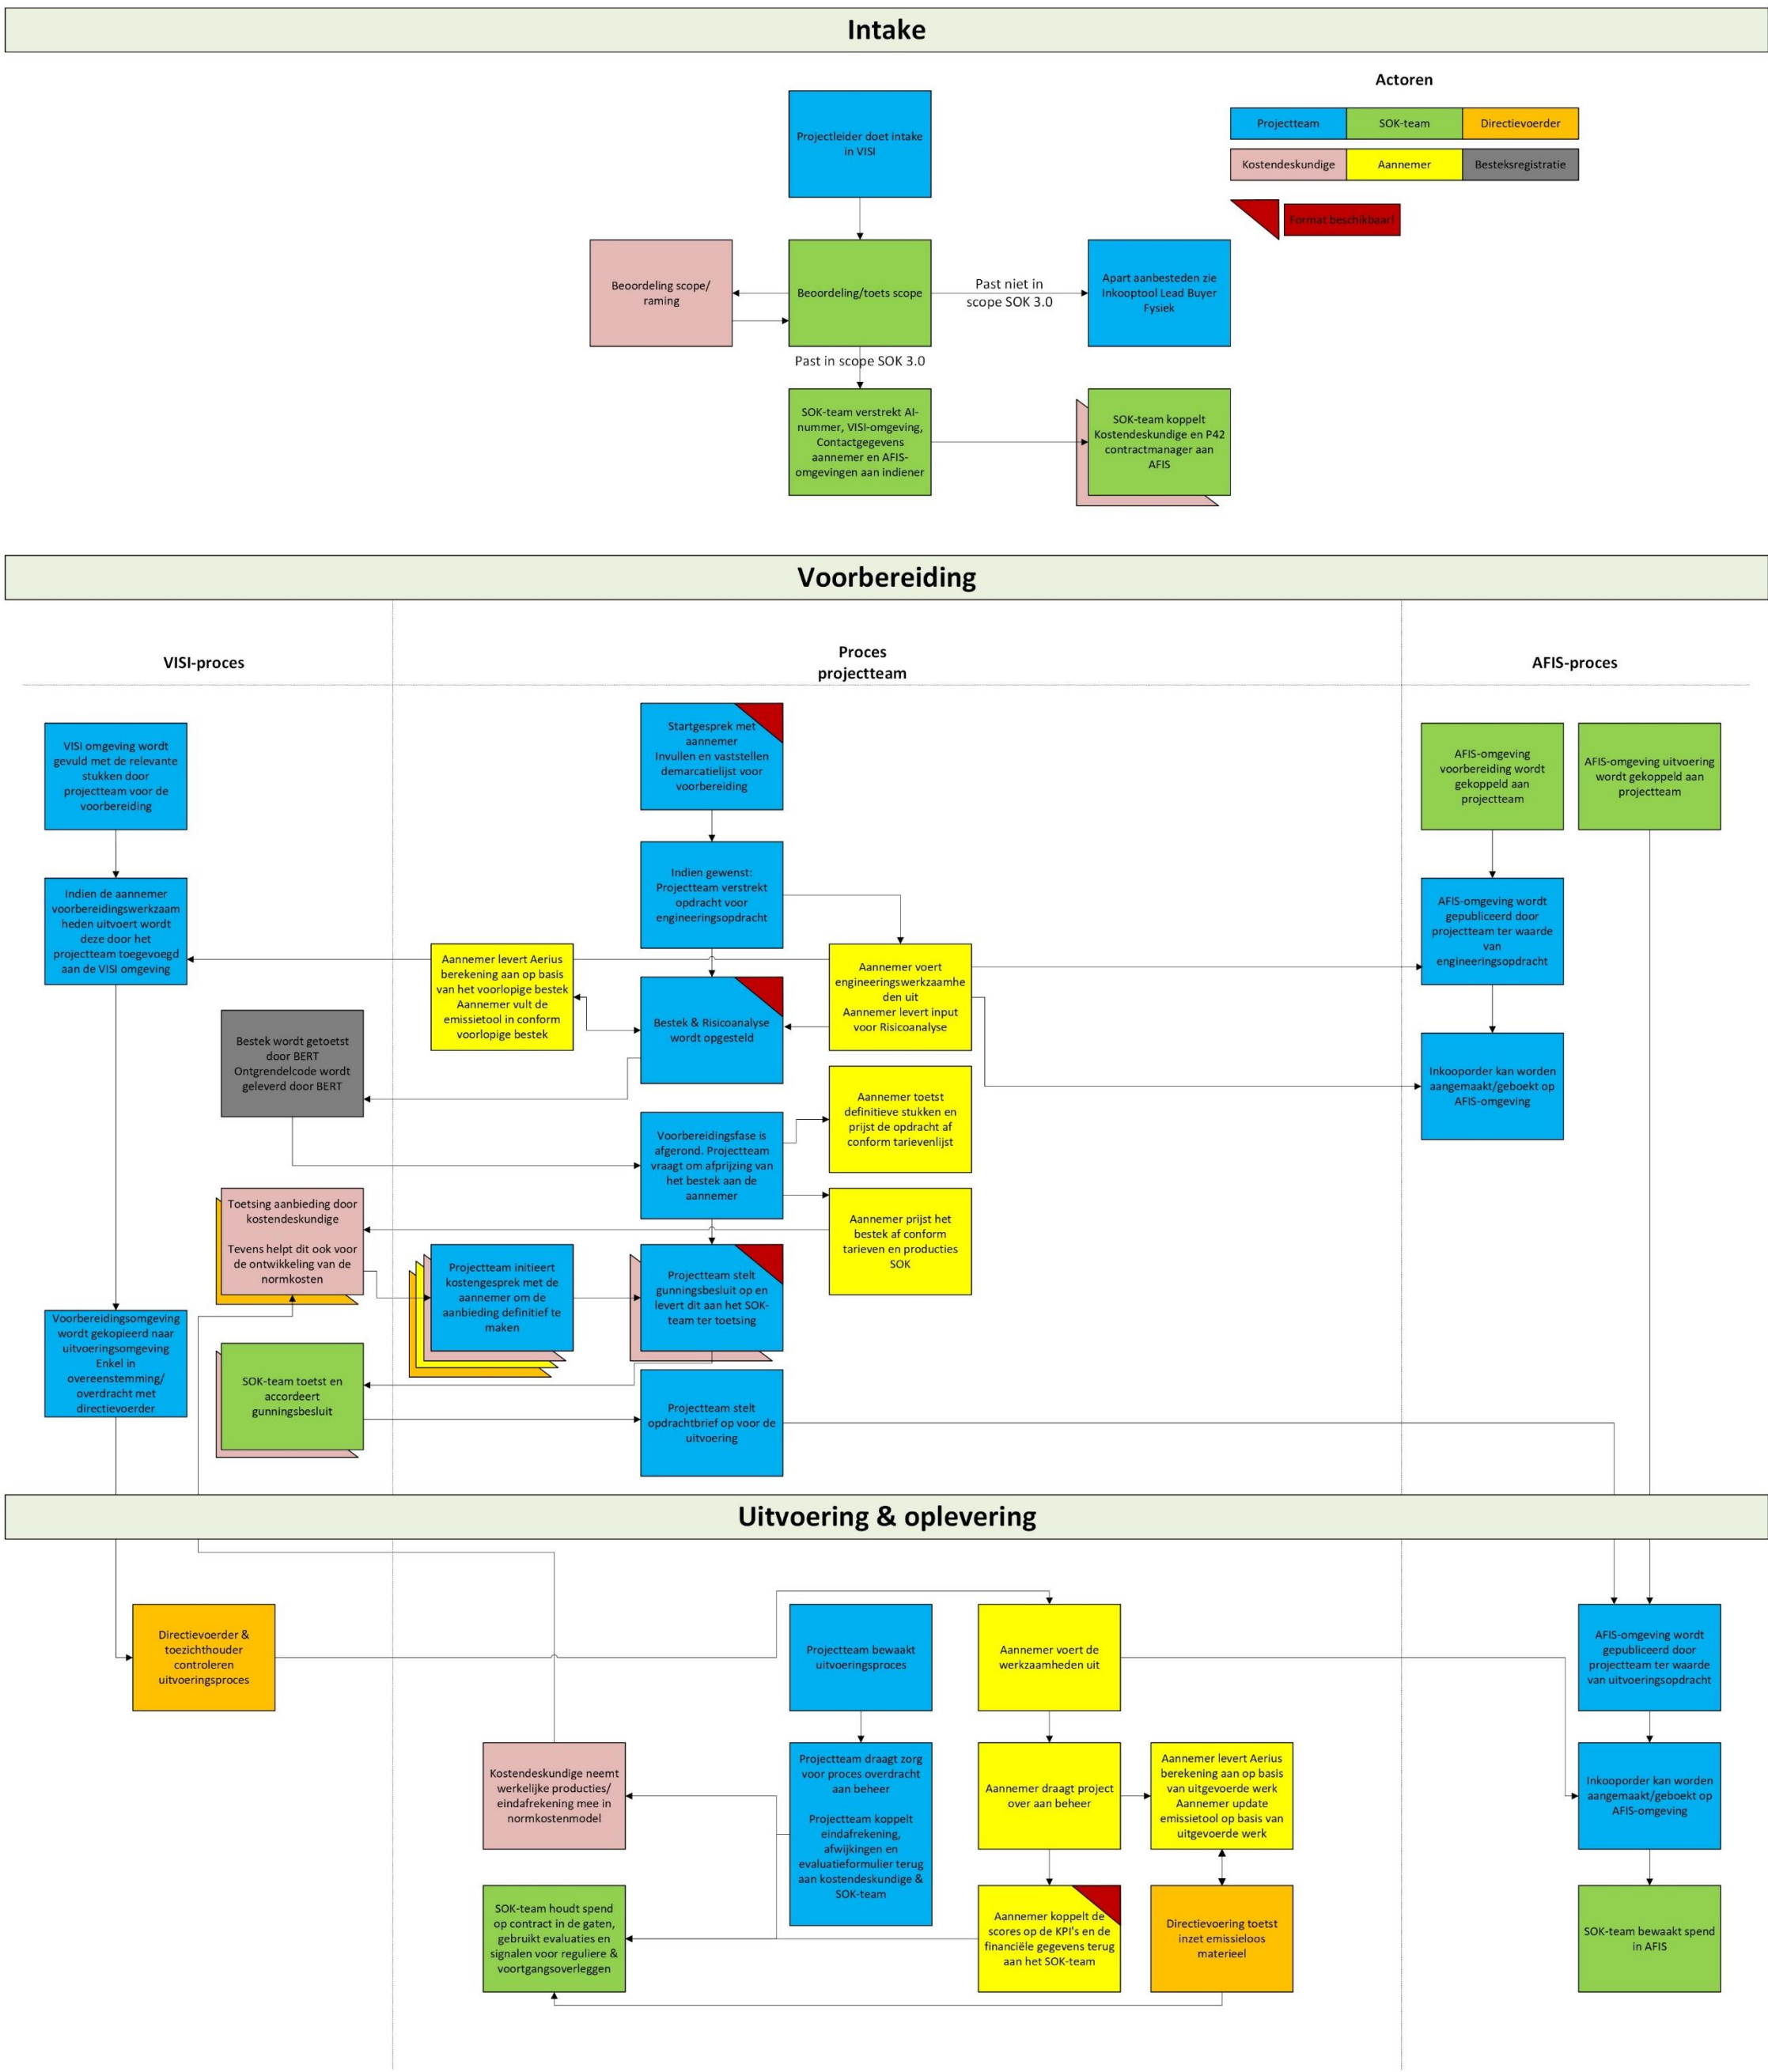 Intake
Actoren
Projectteam
SOK-team
Directievoerder
Kostendeskundige
Aannemer
Besteksregistratie
Format beschikbaar!
Projectleider doet intake
in VISI
Beoordeling scope/
raming
Beoordeling/toets scope
Past niet in
scope SOK 3.0
Apart aanbesteden zie
Inkooptool Lead Buyer
Fysiek
Past in scope SOK 3.0
SOK-team verstrekt AI-
nummer, VISI-omgeving,
Contactgegevens
aannemer en AFIS-
omgevingen aan indiener
SOK-team koppelt
Kostendeskundige en P42
contractmanager aan
AFIS
Voorbereiding
VISI-proces
Proces
projectteam
AFIS-proces
VISI omgeving wordt
gevuld met de relevante
stukken door
projectteam voor de
voorbereiding
Startgesprek met
aannemer
Invullen en vaststellen
demarcatielijst voor
voorbereiding
AFIS-omgeving
voorbereiding wordt
gekoppeld aan
projectteam
AFIS-omgeving uitvoering
wordt gekoppeld aan
projectteam
Indien de aannemer
voorbereidingswerkzaam
heden uitvoert wordt
deze door het
projectteam toegevoegd
aan de VISI omgeving
Indien gewenst:
Projectteam verstrekt
opdracht voor
engineeringsopdracht
AFIS-omgeving wordt
gepubliceerd door
projectteam ter waarde
van
engineeringsopdracht
Aannemer levert Aerius
berekening aan op basis
van het voorlopige bestek
Aannemer vult de
emissietool in conform
voorlopige bestek
Bestek & Risicoanalyse
wordt opgesteld
Aannemer voert
engineeringswerkzaamhe
den uit
Aannemer levert input
voor Risicoanalyse
Bestek wordt getoetst
door BERT
Ontgrendelcode wordt
geleverd door BERT
Inkooporder kan worden
aangemaakt/geboekt op
AFIS-omgeving
Voorbereidingsfase is
afgerond. Projectteam
vraagt om afprijzing van
het bestek aan de
aannemer
Aannemer toetst
definitieve stukken en
prijst de opdracht af
conform tarievenlijst
Toetsing aanbieding door
kostendeskundige
Tevens helpt dit ook voor
de ontwikkeling van de
normkosten
Aannemer prijst het
bestek af conform
tarieven en producties
SOK
Projectteam initieert
kostengesprek met de
aannemer om de
aanbieding definitief te
maken
Projectteam stelt
gunningsbesluit op en
levert dit aan het SOK-
team ter toetsing
Voorbereidingsomgeving
wordt gekopieerd naar
uitvoeringsomgeving
Enkel in
overeenstemming/
overdracht met
directievoerder
SOK-team toetst en
accordeert
gunningsbesluit
Projectteam stelt
opdrachtbrief op voor de
uitvoering
Uitvoering & oplevering
Directievoerder &
toezichthouder
controleren
uitvoeringsproces
Projectteam bewaakt
uitvoeringsproces
Aannemer voert de
werkzaamheden uit
AFIS-omgeving wordt
gepubliceerd door
projectteam ter waarde
van uitvoeringsopdracht
Kostendeskundige neemt
werkelijke producties/
eindafrekening mee in
normkostenmodel
Projectteam draagt zorg
voor proces overdracht
aan beheer
Projectteam koppelt
eindafrekening,
afwijkingen en
evaluatieformulier terug
aan kostendeskundige &
SOK-team
Aannemer draagt project
over aan beheer
Aannemer levert Aerius
berekening aan op basis
van uitgevoerde werk
Aannemer update
emissietool op basis van
uitgevoerde werk
Inkooporder kan worden
aangemaakt/geboekt op
AFIS-omgeving
SOK-team houdt spend
op contract in de gaten,
gebruikt evaluaties en
signalen voor reguliere &
voortgangsoverleggen
Aannemer koppelt de
scores op de KPI's en de
financiële gegevens terug
aan het SOK-team
Directievoering toetst
inzet emissieloos
materieel
SOK-team bewaakt spend
in AFIS